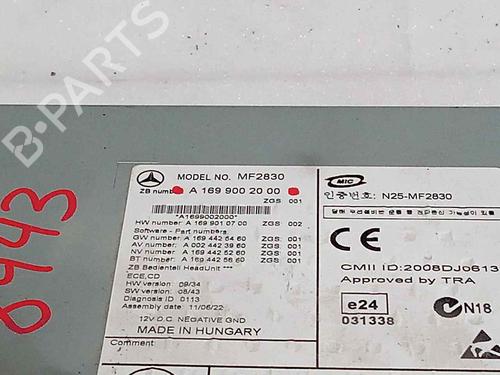 B-PARTS
8443
MODEL NO. MF2830
ZB number A 169 900 20 00
ZGS 001
*A1699002000*
HW number A 169 901 07 00 ZGS 002
Software - Part numbers
GW number A 169 442 64 60 ZGS 001
AV number A 002 442 39 60 ZGS 001
NV number A 169 442 52 60 ZGS 001
BT number A 169 442 56 60 ZGS 001
ZB Bedienteil HeadUnit ***
ECE,CD
HW version 09/34
SW version 08/43
Diagnosis ID 0113
Assembly date 11/06/22
12V D.C. NEGATIVE GND
MADE IN HUNGARY
Comment
MIC
인증번호: N25-MF2830
CE
CMII ID:2008DJ0613
Approved by TRA
e24
031338
N18